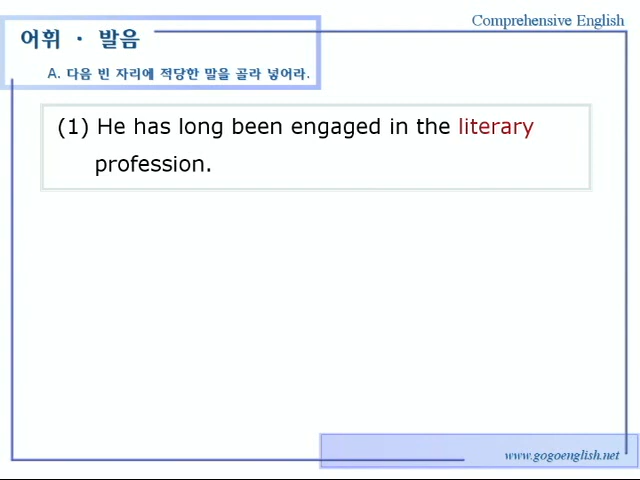 Comprehensive English
어휘 · 발음
A. 다음 빈 자리에 적당한 말을 골라 넣어라.
(1) He has long been engaged in the literary
profession.
www.gogoenglish.net